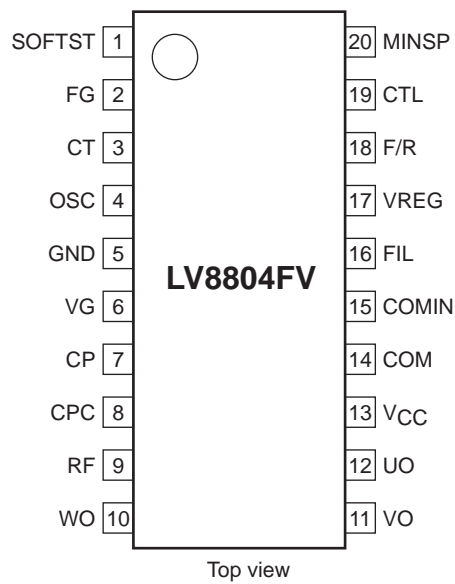 SOFTST 1 20 MINSP
FG 2 19 CTL
CT 3 18 F/R
OSC 4 17 VREG
GND 5 16 FIL
LV8804FV
VG 6 15 COMIN
CP 7 14 COM
CPC 8 13 VCC
RF 9 12 UO
WO 10 11 VO
Top view